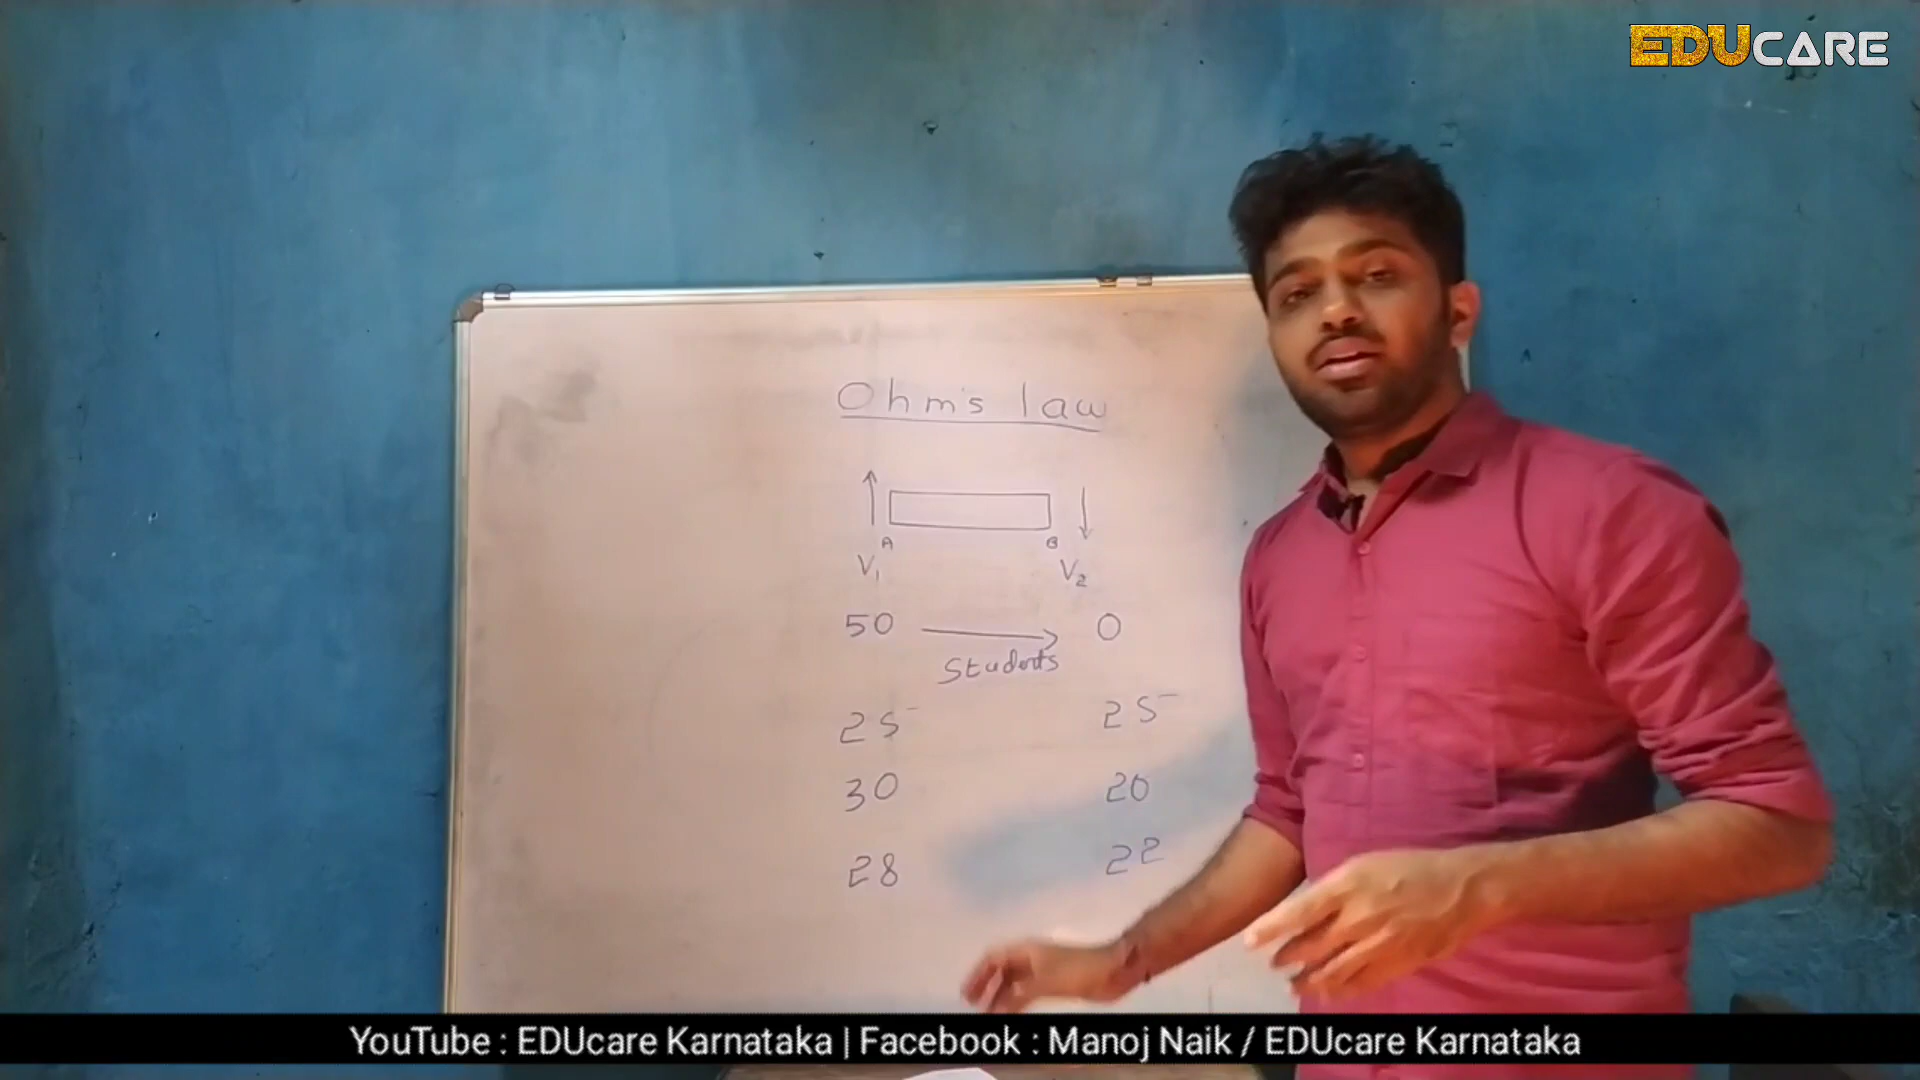 EDUCARE
Ohm's law
A B
V1 V2
50 0
Students
25 25
30 20
28 22
YouTube : EDUcare Karnataka | Facebook : Manoj Naik / EDUcare Karnataka